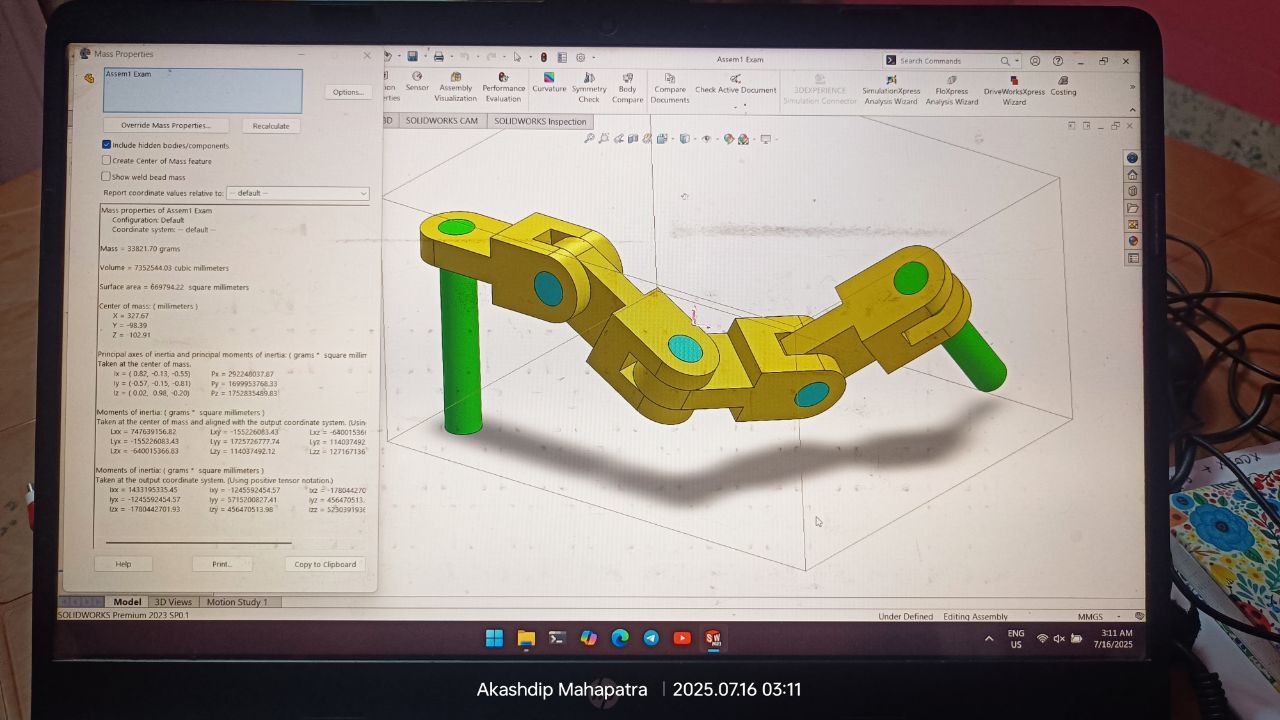 Mass Properties
Assem1 Exam
Options...
Override Mass Properties...
Recalculate
Include hidden bodies/components
Create Center of Mass feature
Show weld bead mass
Report coordinate values relative to:
-- default --
Mass properties of Assem1 Exam
Configuration: Default
Coordinate system: -- default --
Mass = 33821.70 grams
Volume = 7352544.03 cubic millimeters
Surface area = 669794.22 square millimeters
Center of mass: ( millimeters )
X = 327.67
Y = -98.39
Z = 102.91
Principal axes of inertia and principal moments of inertia: ( grams * square millin
Taken at the center of mass.
Ix = ( 0.82, -0.13, -0.55) Px = 292248037.87
Iy = (-0.57, -0.15, -0.81) Py = 1699953768.33
Iz = ( 0.02, 0.98, -0.20) Pz = 1752835489.83
Moments of inertia: ( grams * square millimeters )
Taken at the center of mass and aligned with the output coordinate system. (Usin
Lxx = 747639156.82 Lxy = -155226083.43 Lxz = -640015366
Lyx = -155226083.43 Lyy = 1725726777.74 Lyz = 114037492
Lzx = -640015366.83 Lzy = 114037492.12 Lzz = 127167136
Moments of inertia: ( grams * square millimeters )
Taken at the output coordinate system. (Using positive tensor notation.)
Ixx = 1433195335.45 Ixy = -1245592454.57 Ixz = -178044270
Iyx = -1245592454.57 Iyy = 5715200827.41 Iyz = 456470513.
Izx = -1780442701.93 Izy = 456470513.98 Izz = 523039193
Help
Print...
Copy to Clipboard
Assem1 Exam
Search Commands
Sensor
Assembly Visualization
Performance Evaluation
Curvature
Symmetry Check
Body Compare
Compare Documents
Check Active Document
3DEXPERIENCE Simulation Connector
SimulationXpress Analysis Wizard
FloXpress Analysis Wizard
DriveWorksXpress Wizard
Costing
SOLIDWORKS CAM
SOLIDWORKS Inspection
Model
3D Views
Motion Study 1
SOLIDWORKS Premium 2023 SP0.1
Under Defined
Editing Assembly
MMGS
ENG
US
3:11 AM
7/16/2025
Akashdip Mahapatra | 2025.07.16 03:11